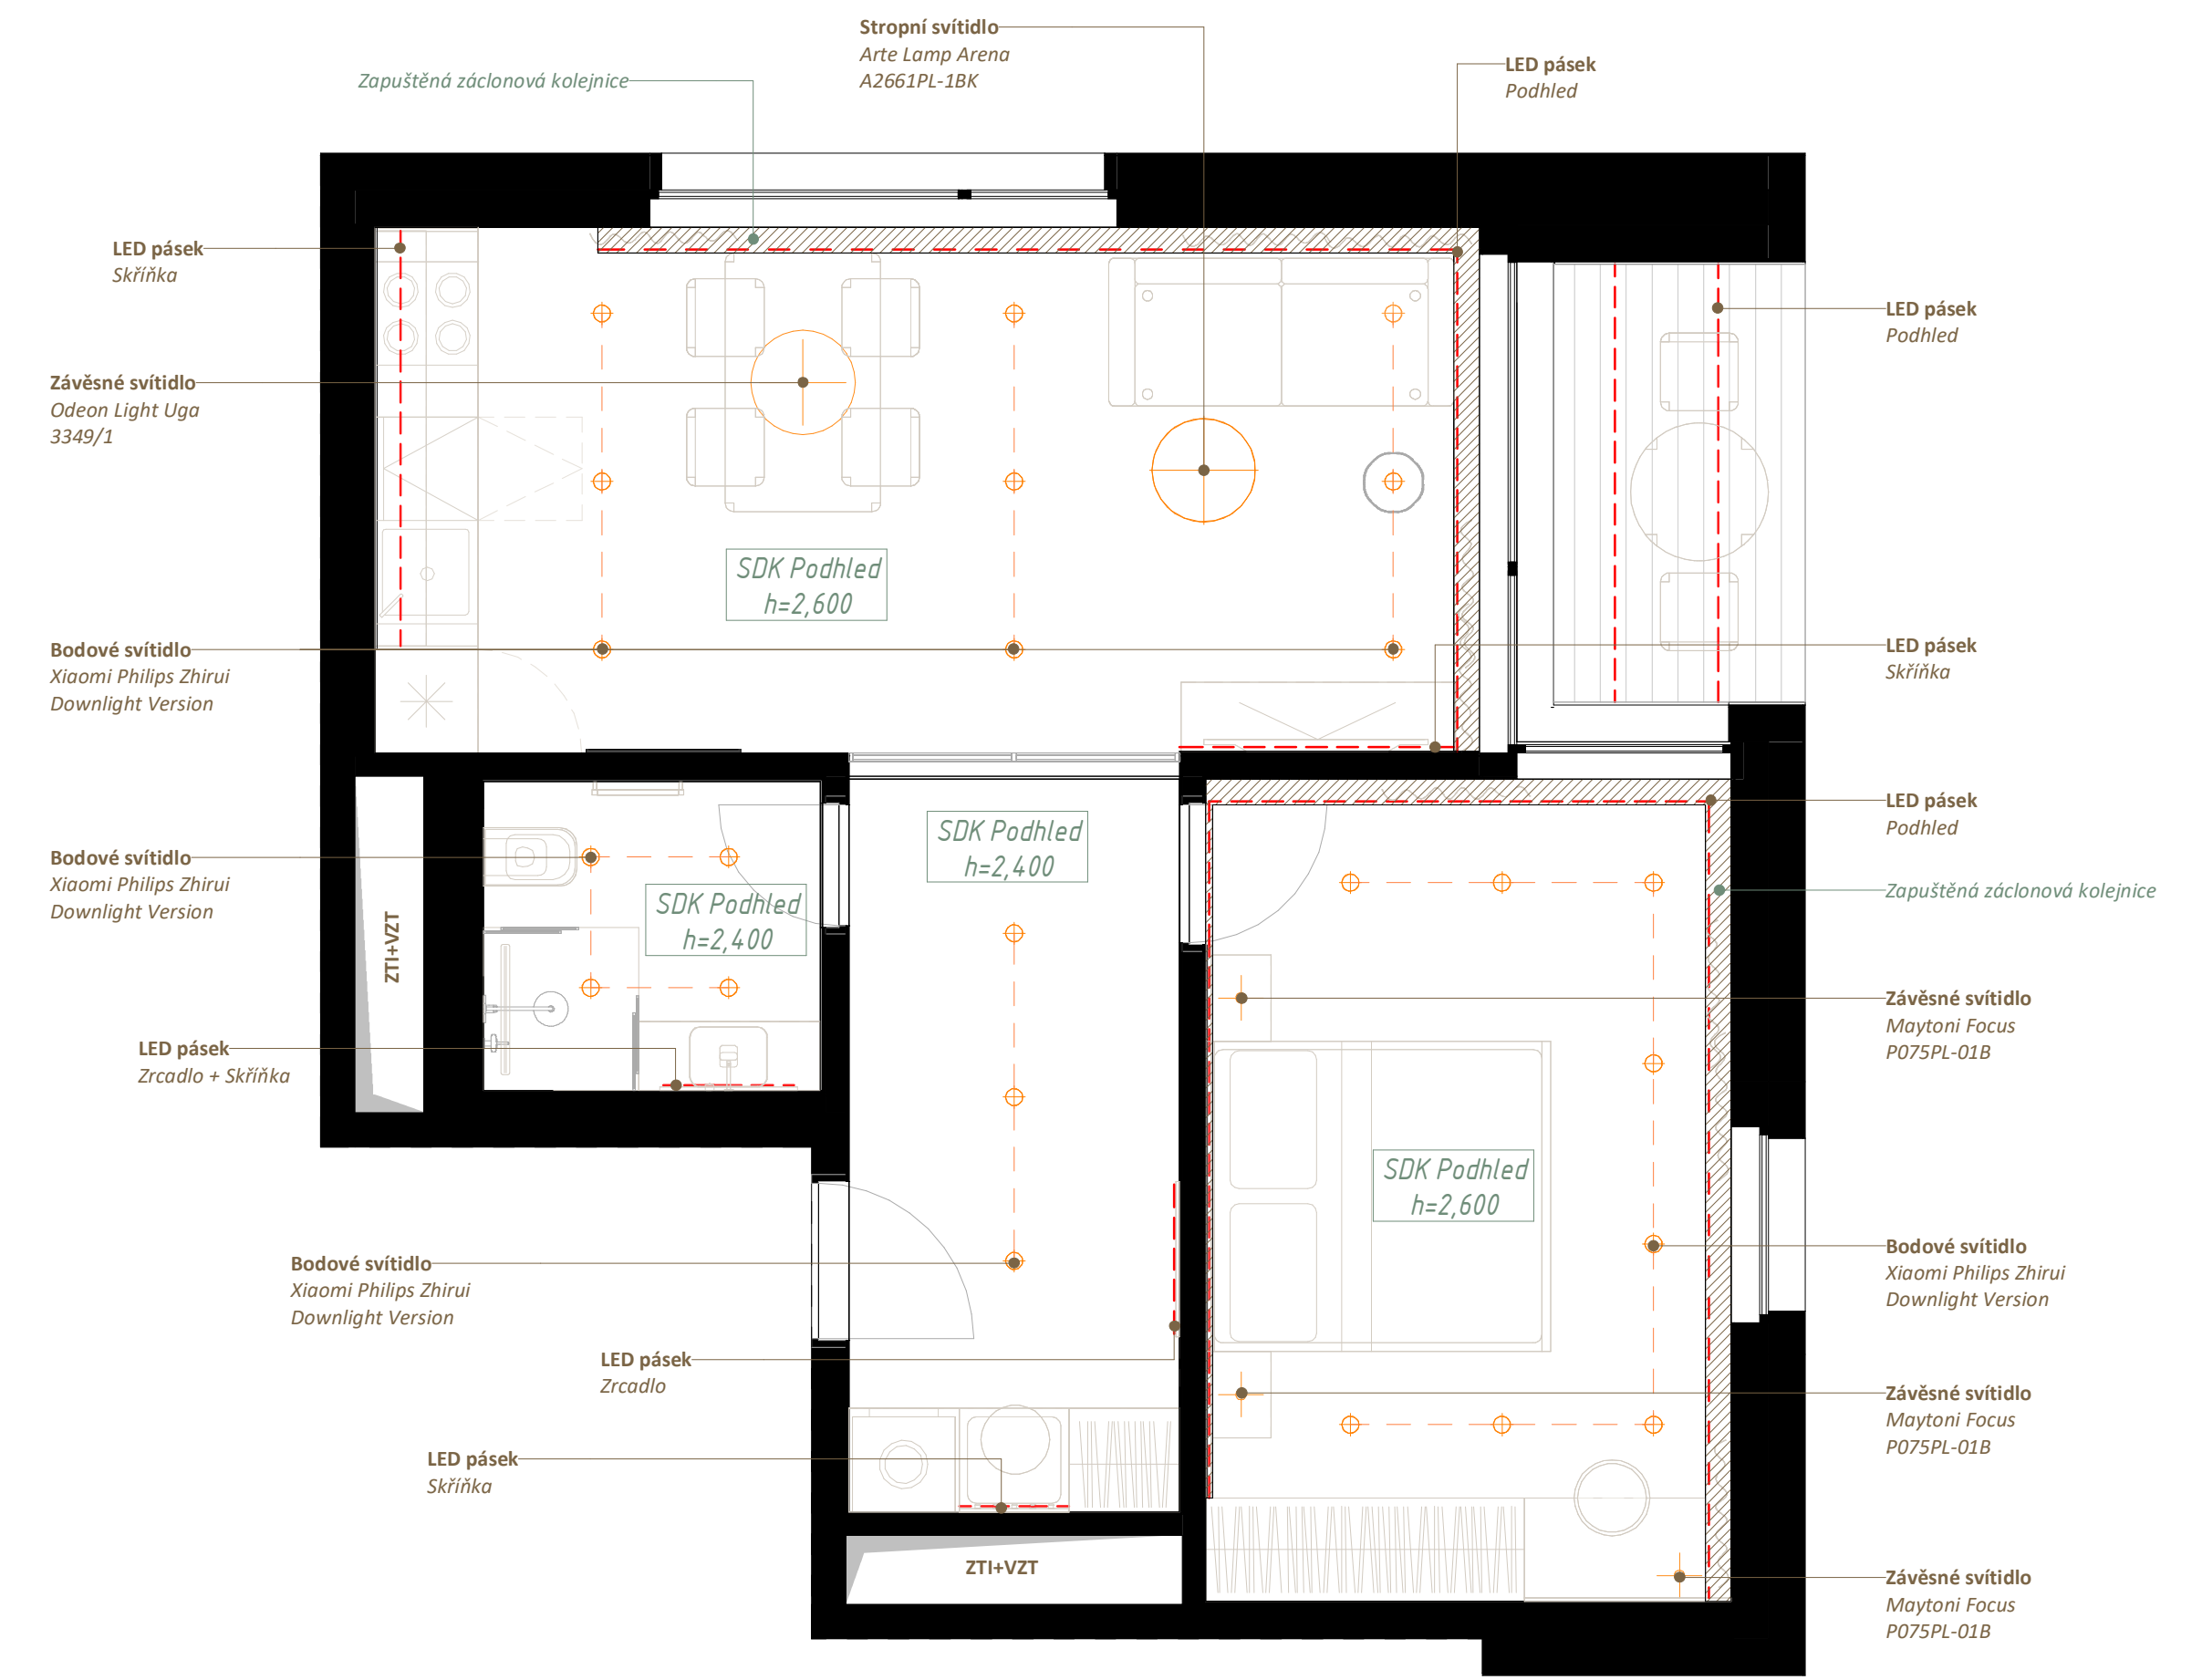 Stropní svítidlo
Arte Lamp Arena
A2661PL-1BK
Zapuštěná záclonová kolejnice
LED pásek
Podhled
LED pásek
Skříňka
LED pásek
Podhled
Závěsné svítidlo
Odeon Light Uga
3349/1
SDK Podhled
h=2,600
Bodové svítidlo
Xiaomi Philips Zhirui
Downlight Version
LED pásek
Skříňka
LED pásek
Podhled
SDK Podhled
h=2,400
Bodové svítidlo
Xiaomi Philips Zhirui
Downlight Version
SDK Podhled
h=2,400
Zapuštěná záclonová kolejnice
ZTI+VZT
Závěsné svítidlo
Maytoni Focus
P075PL-01B
LED pásek
Zrcadlo + Skříňka
SDK Podhled
h=2,600
Bodové svítidlo
Xiaomi Philips Zhirui
Downlight Version
Bodové svítidlo
Xiaomi Philips Zhirui
Downlight Version
LED pásek
Zrcadlo
Závěsné svítidlo
Maytoni Focus
P075PL-01B
LED pásek
Skříňka
ZTI+VZT
Závěsné svítidlo
Maytoni Focus
P075PL-01B